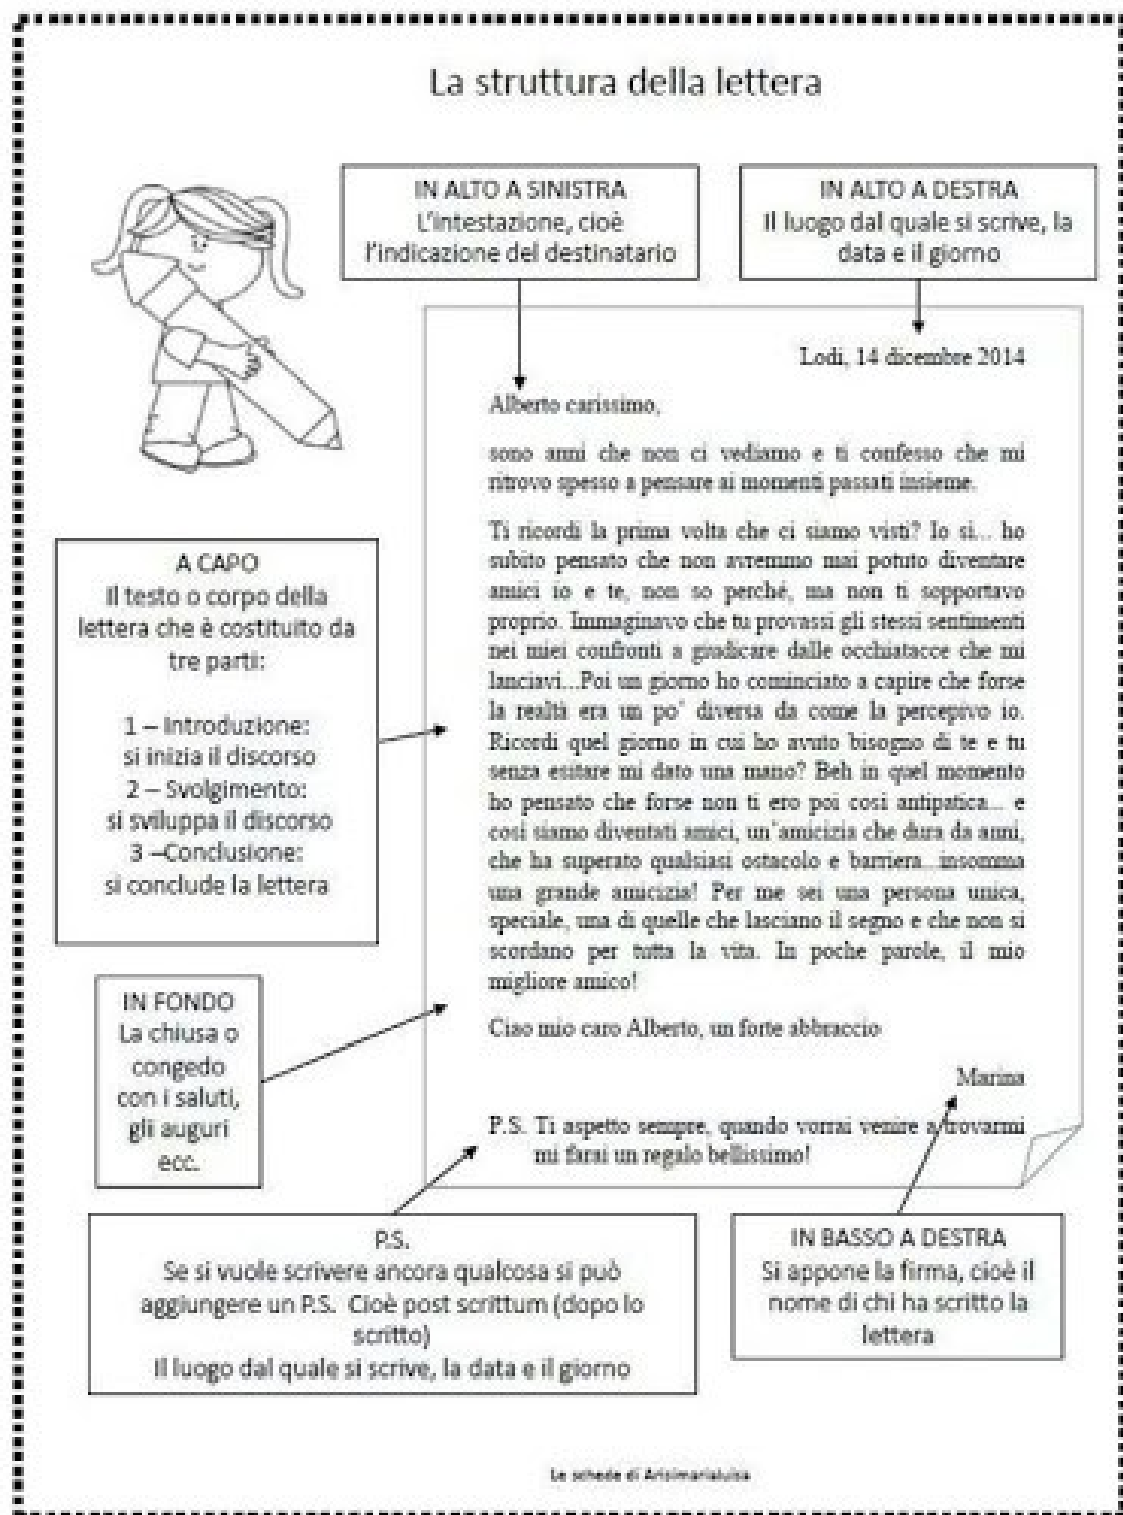 La struttura della lettera
IN ALTO A SINISTRA
L'intestazione, cioè
l'indicazione del destinatario
IN ALTO A DESTRA
Il luogo dal quale si scrive, la
data e il giorno
Lodi, 14 dicembre 2014
Alberto carissimo,
sono anni che non ci vediamo e ti confesso che mi
ritrovo spesso a pensare ai momenti passati insieme.
Ti ricordi la prima volta che ci siamo visti? Io si... ho
subito pensato che non avremmo mai potuto diventare
amici io e te, non so perché, ma non ti sopportavo
proprio. Immaginavo che tu provassi gli stessi sentimenti
nei miei confronti a giudicare dalle occhiatacce che mi
lanciavi...Poi un giorno ho cominciato a capire che forse
la realtà era un po' diversa da come la percepivo io.
Ricordi quel giorno in cui ho avuto bisogno di te e tu
senza esitare mi dato una mano? Beh in quel momento
ho pensato che forse non ti ero poi così antipatica... e
così siamo diventati amici, un'amicizia che dura da anni,
che ha superato qualsiasi ostacolo e barriera...insomma
una grande amicizia! Per me sei una persona unica,
speciale, una di quelle che lasciano il segno e che non si
scordano per tutta la vita. In poche parole, il mio
migliore amico!
Ciao mio caro Alberto, un forte abbraccio
Marina
P.S. Ti aspetto sempre, quando vorrai venire a trovarmi
mi farai un regalo bellissimo!
A CAPO
Il testo o corpo della
lettera che è costituito da
tre parti:
1 – Introduzione:
si inizia il discorso
2 – Svolgimento:
si sviluppa il discorso
3 –Conclusione:
si conclude la lettera
IN FONDO
La chiusa o
congedo
con i saluti,
gli auguri
ecc.
P.S.
Se si vuole scrivere ancora qualcosa si può
aggiungere un P.S. Cioè post scrittum (dopo lo
scritto)
Il luogo dal quale si scrive, la data e il giorno
IN BASSO A DESTRA
Si appone la firma, cioè il
nome di chi ha scritto la
lettera
Le schede di Arisimarialuisa